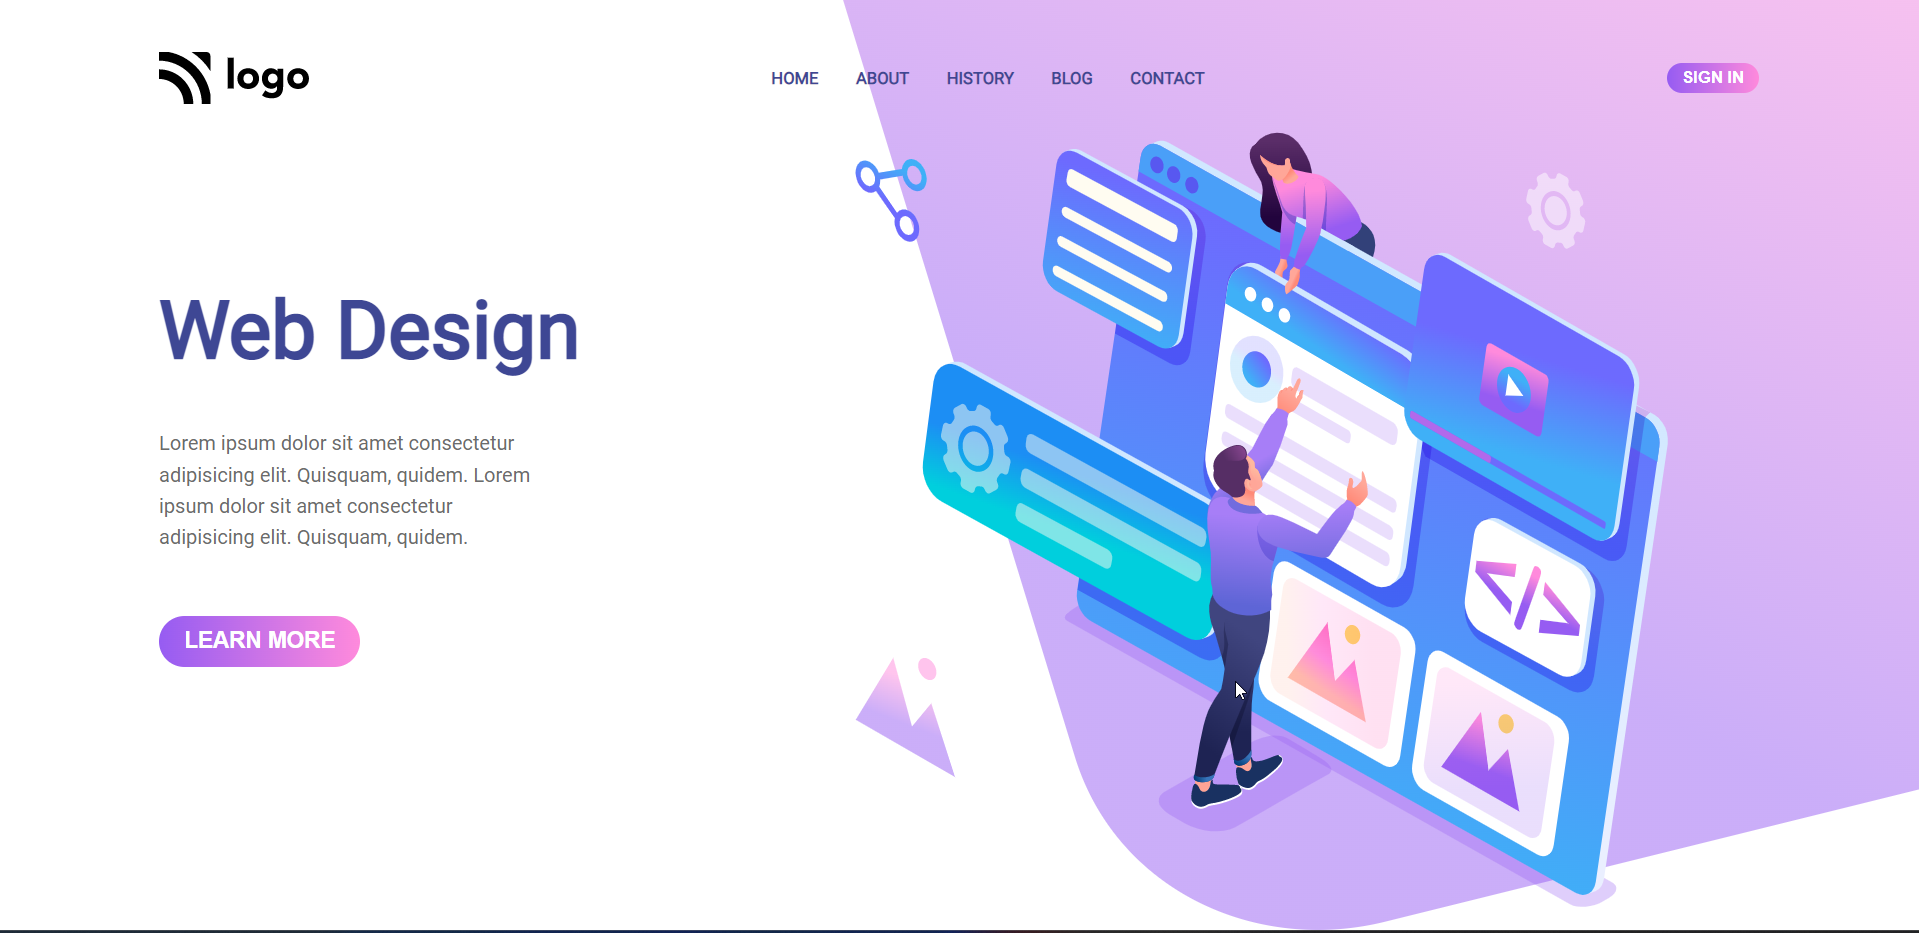 logo
HOME ABOUT HISTORY BLOG CONTACT
SIGN IN
Web Design
Lorem ipsum dolor sit amet consectetur
adipisicing elit. Quisquam, quidem. Lorem
ipsum dolor sit amet consectetur
adipisicing elit. Quisquam, quidem.
LEARN MORE
</>